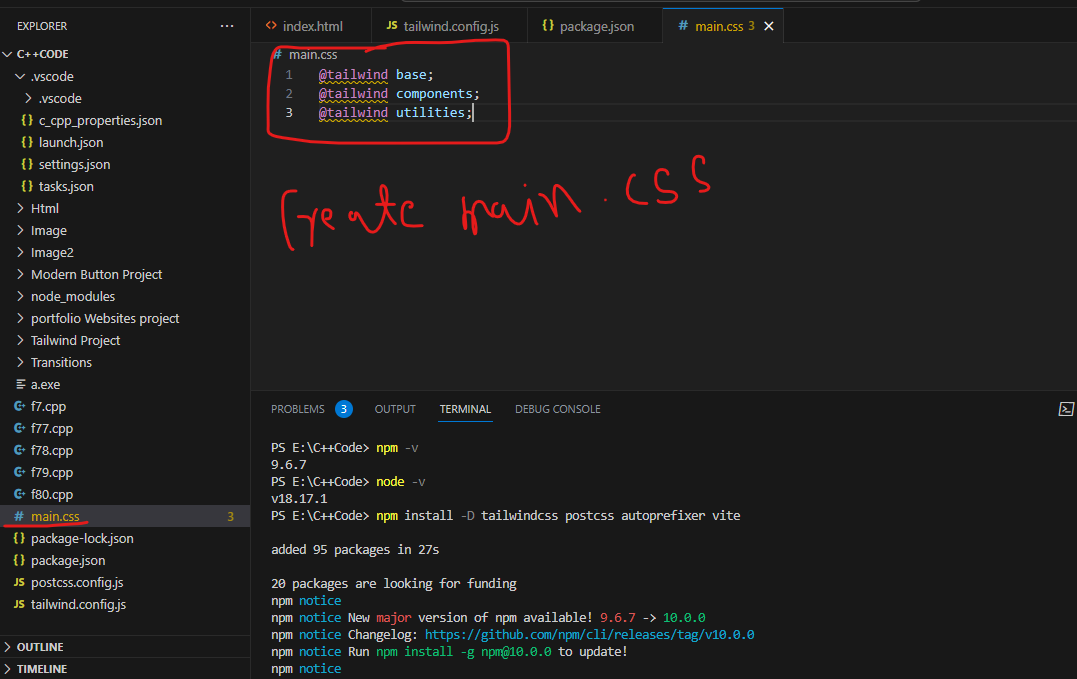 EXPLORER
C++CODE
.vscode
.vscode
c_cpp_properties.json
launch.json
settings.json
tasks.json
Html
Image
Image2
Modern Button Project
node_modules
portfolio Websites project
Tailwind Project
Transitions
a.exe
f7.cpp
f77.cpp
f78.cpp
f79.cpp
f80.cpp
main.css 3
package-lock.json
package.json
postcss.config.js
tailwind.config.js
OUTLINE
TIMELINE
index.html JS tailwind.config.js {} package.json # main.css 3
# main.css
1 @tailwind base;
2 @tailwind components;
3 @tailwind utilities;
Create main.css
PROBLEMS 3 OUTPUT TERMINAL DEBUG CONSOLE
PS E:\C++Code> npm -v
9.6.7
PS E:\C++Code> node -v
v18.17.1
PS E:\C++Code> npm install -D tailwindcss postcss autoprefixer vite
added 95 packages in 27s
20 packages are looking for funding
npm notice
npm notice New major version of npm available! 9.6.7 -> 10.0.0
npm notice Changelog: https://github.com/npm/cli/releases/tag/v10.0.0
npm notice Run npm install -g npm@10.0.0 to update!
npm notice